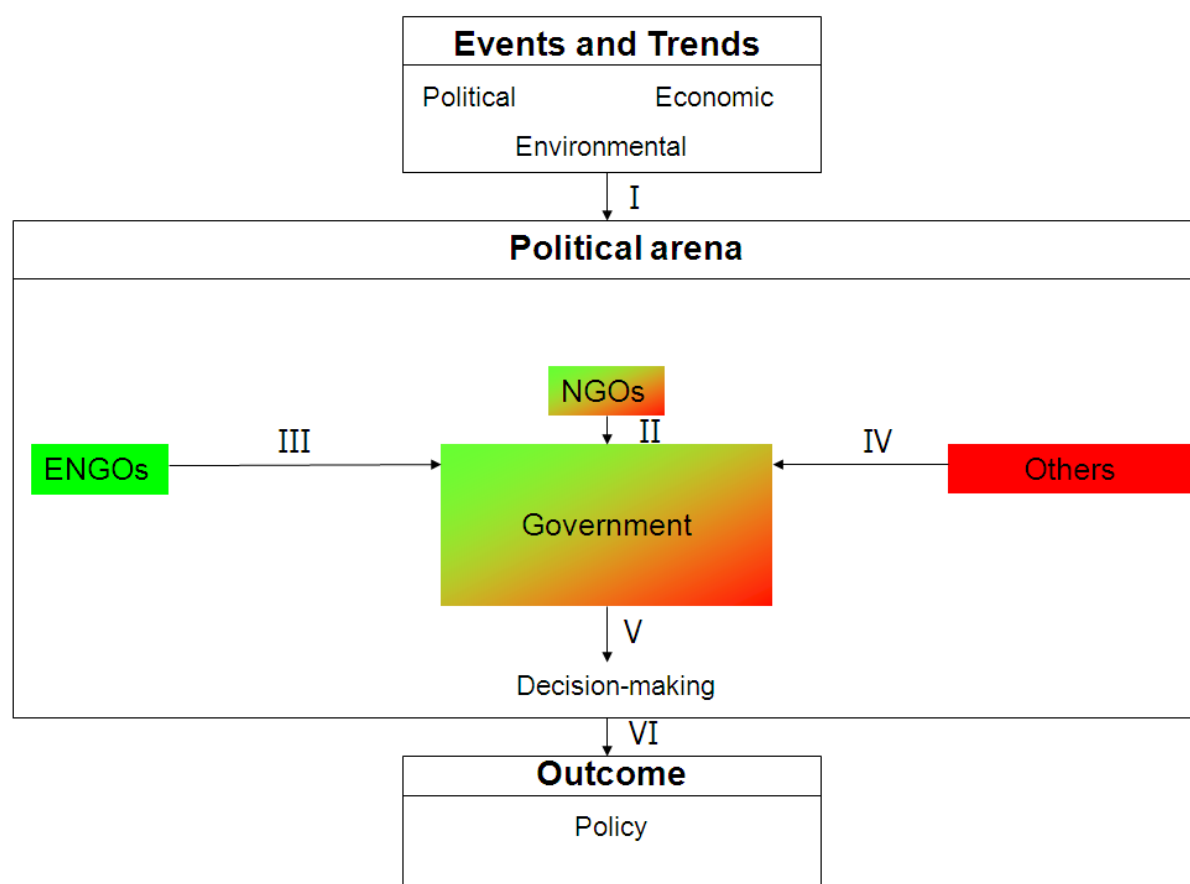 Events and Trends
Political Economic
Environmental
I
Political arena
NGOs
II
III
IV
ENGOs
Others
Government
V
Decision-making
VI
Outcome
Policy